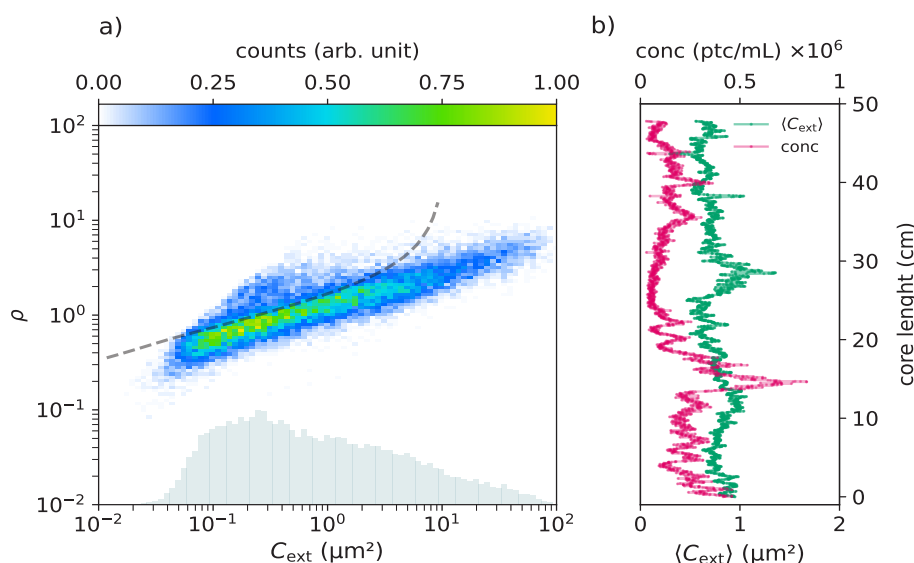 a)
counts (arb. unit)
0.00 0.25 0.50 0.75 1.00
10² 
10¹
10⁰
10⁻¹
10⁻²
ρ
10⁻² 10⁻¹ 10⁰ 10¹ 10²
C_ext (µm²)
b)
conc (ptc/mL) ×10⁶
0 0.5 1
⟨C_ext⟩
conc
50
40
30
20
10
0
core lenght (cm)
0 1 2
⟨C_ext⟩ (µm²)